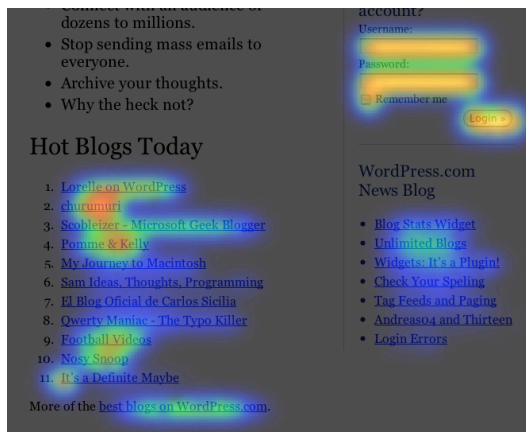 Connect with an audience of
dozens to millions.
Stop sending mass emails to
everyone.
Archive your thoughts.
Why the heck not?
Hot Blogs Today
1. Lorelle on WordPress
2. churumuri
3. Scobleizer - Microsoft Geek Blogger
4. Pomme & Kelly
5. My Journey to Macintosh
6. Sam Ideas, Thoughts, Programming
7. El Blog Oficial de Carlos Sicilia
8. Qwerty Maniac - The Typo Killer
9. Football Videos
10. Nosy Snoop
11. It's a Definite Maybe
More of the best blogs on WordPress.com.
account?
Username:
Password:
Remember me
Login »
WordPress.com
News Blog
Blog Stats Widget
Unlimited Blogs
Widgets: It's a Plugin!
Check Your Speling
Tag Feeds and Paging
Andreas04 and Thirteen
Login Errors